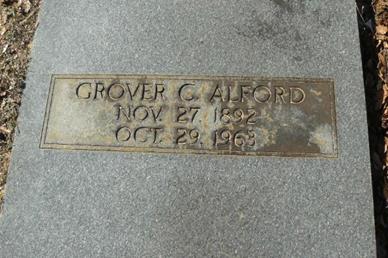 GROVER C. ALFORD
NOV. 27, 1892
OCT. 29, 1963